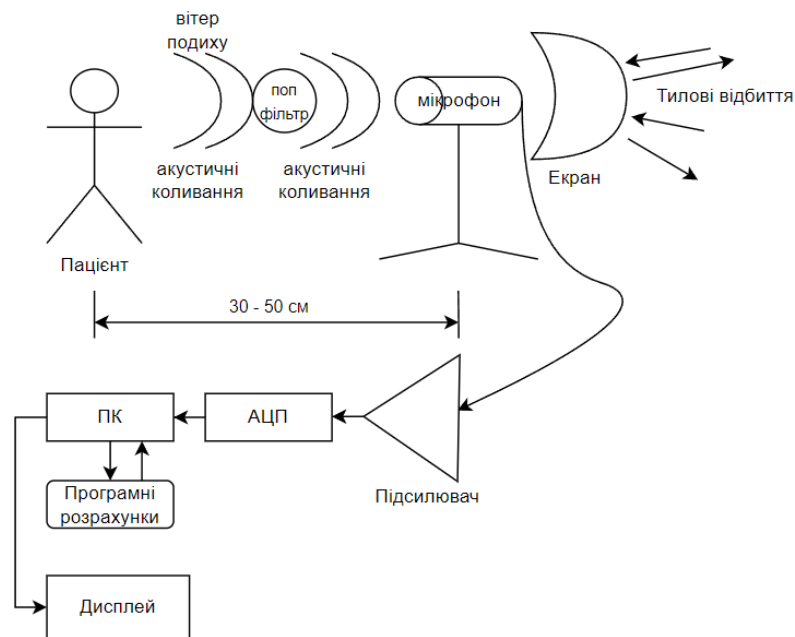 вітер
подиху
поп
фільтр
мікрофон
Тилові відбиття
акустичні
коливання
акустичні
коливання
Екран
Пацієнт
30 - 50 см
ПК
АЦП
Підсилювач
Програмні
розрахунки
Дисплей